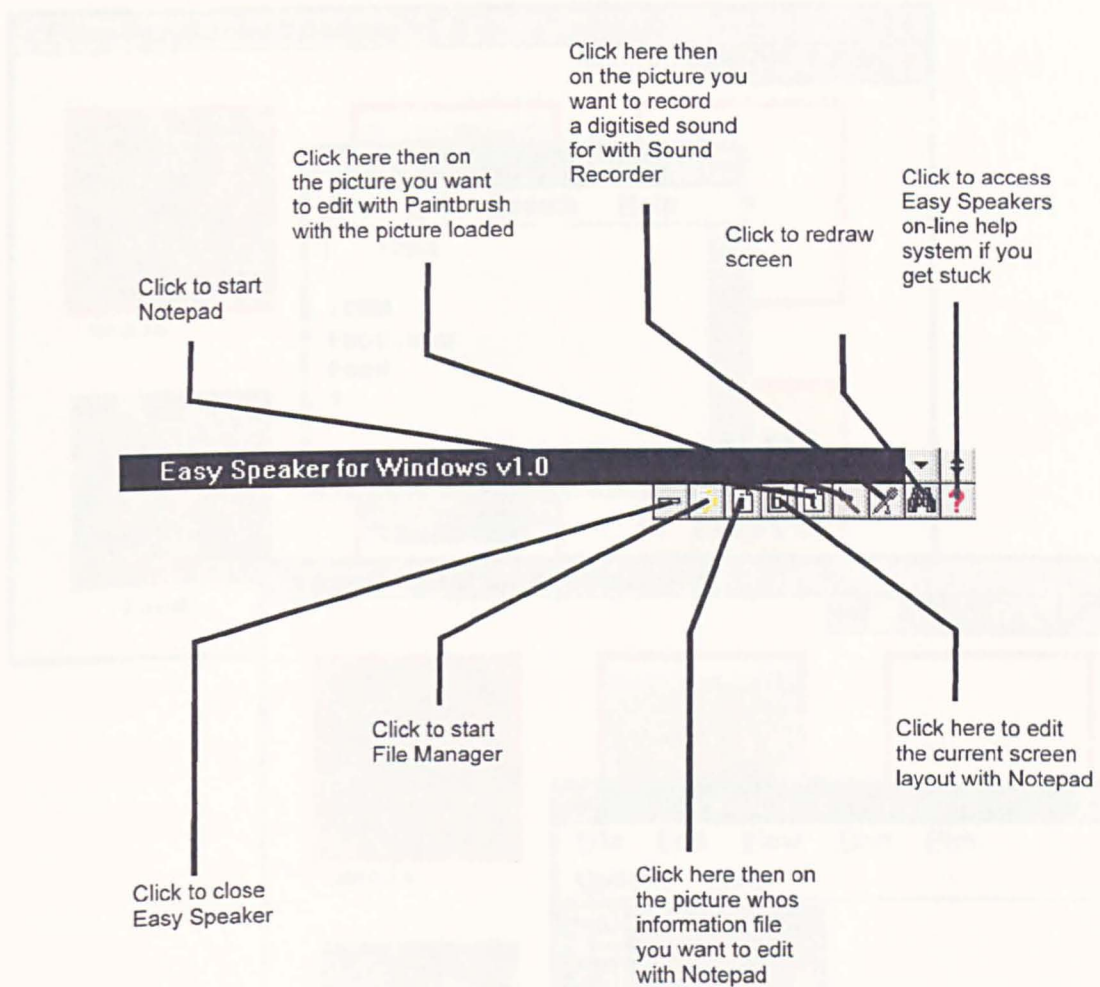 Click here then
on the picture you
want to record
a digitised sound
for with Sound
Recorder
Click here then on
the picture you want
to edit with Paintbrush
with the picture loaded
Click to access
Easy Speakers
on-line help
system if you
get stuck
Click to redraw
screen
Click to start
Notepad
Easy Speaker for Windows v1.0
Click to start
File Manager
Click here to edit
the current screen
layout with Notepad
Click to close
Easy Speaker
Click here then on
the picture whos
information file
you want to edit
with Notepad